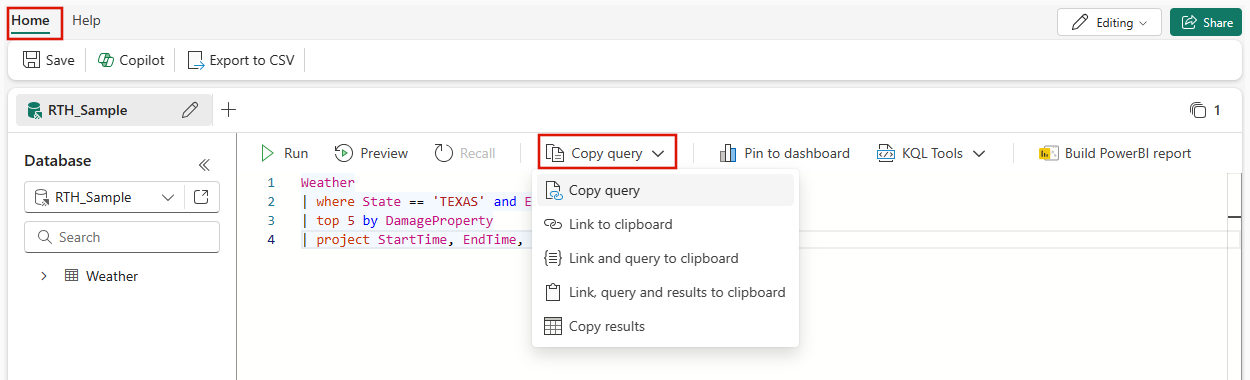 Home Help
Editing Share
Save Copilot Export to CSV
RTH_Sample 1
Database
Run Preview Recall Copy query Pin to dashboard KQL Tools Build PowerBI report
RTH_Sample
Search
Weather
1 Weather
2 | where State == 'TEXAS' and E
3 | top 5 by DamageProperty
4 | project StartTime, EndTime,
Copy query
Link to clipboard
Link and query to clipboard
Link, query and results to clipboard
Copy results